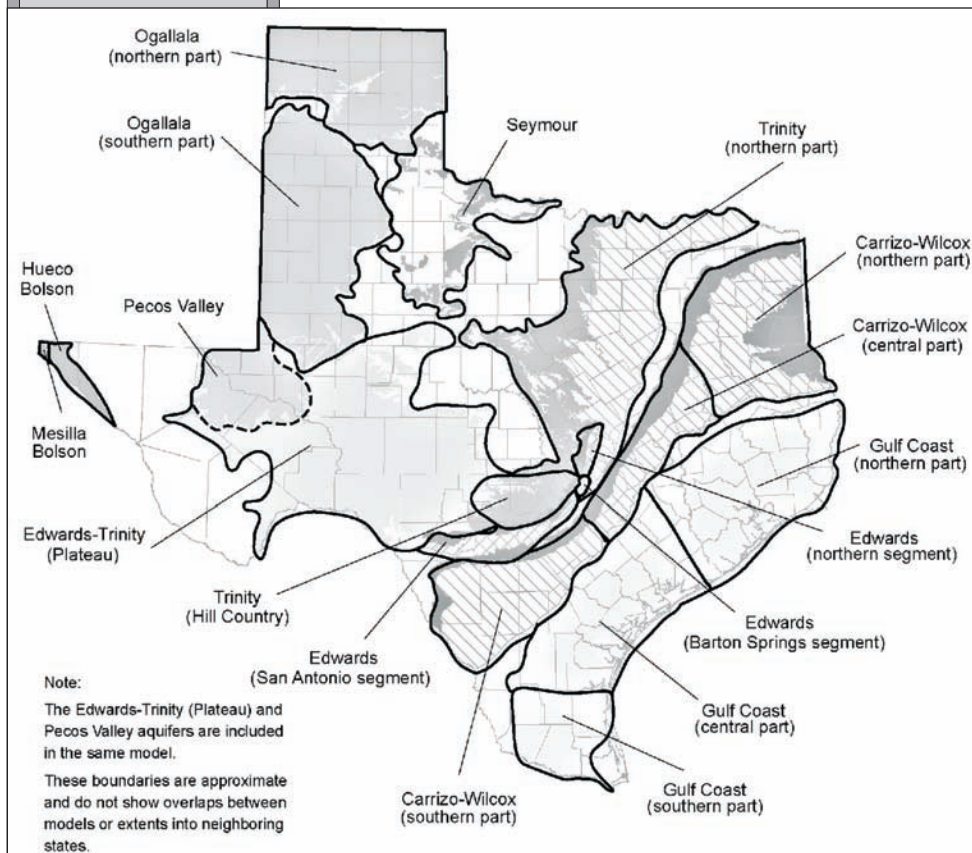 Ogallala
(northern part)
Ogallala
(southern part)
Seymour
Trinity
(northern part)
Carrizo-Wilcox
(northern part)
Hueco
Bolson
Pecos Valley
Carrizo-Wilcox
(central part)
Mesilla
Bolson
Gulf Coast
(northern part)
Edwards-Trinity
(Plateau)
Edwards
(northern segment)
Trinity
(Hill Country)
Edwards
(Barton Springs segment)
Edwards
(San Antonio segment)
Gulf Coast
(central part)
Carrizo-Wilcox
(southern part)
Gulf Coast
(southern part)
Note:
The Edwards-Trinity (Plateau) and
Pecos Valley aquifers are included
in the same model.
These boundaries are approximate
and do not show overlaps between
models or extents into neighboring
states.